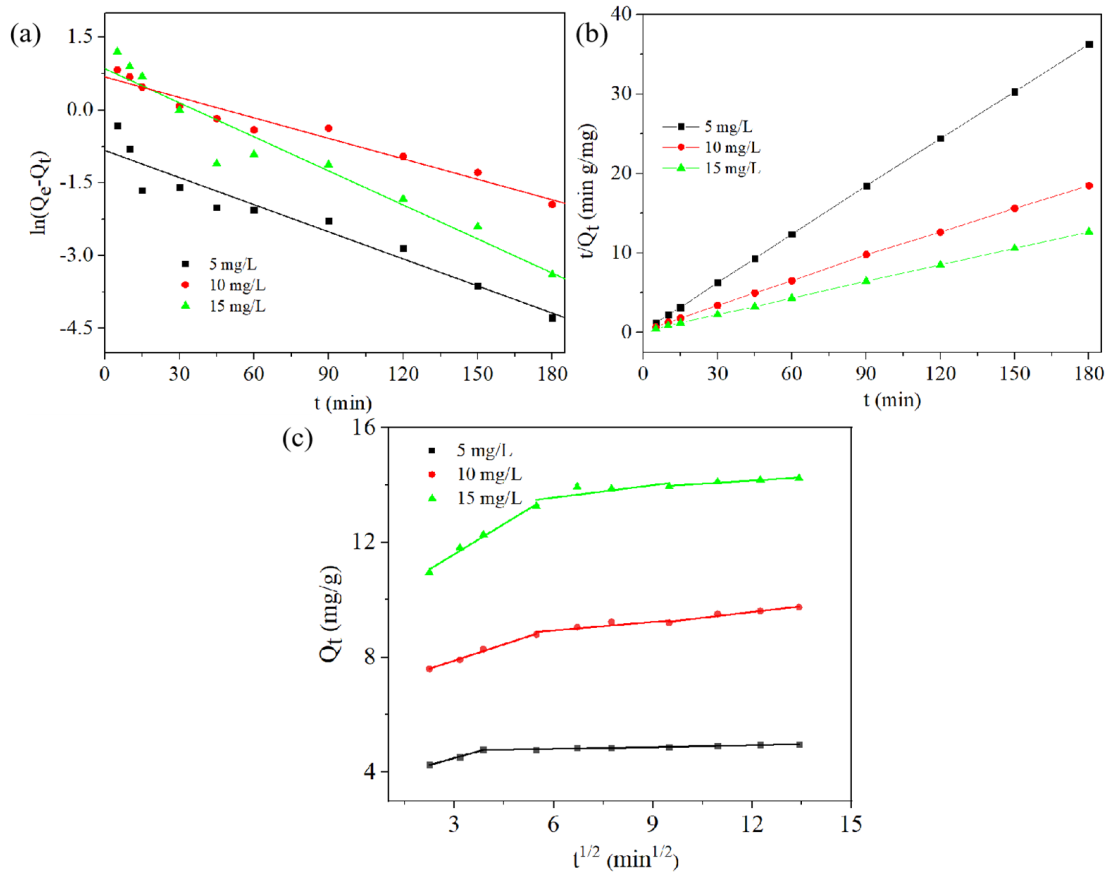 (a)
1.5
0.0
-1.5
-3.0
-4.5
ln(Qe-Qt)
5 mg/L
10 mg/L
15 mg/L
0 30 60 90 120 150 180
t (min)
(b)
40
30
20
10
0
t/Qt (min g/mg)
5 mg/L
10 mg/L
15 mg/L
0 30 60 90 120 150 180
t (min)
(c)
16
12
8
4
Qt (mg/g)
5 mg/L
10 mg/L
15 mg/L
3 6 9 12 15
t1/2 (min1/2)